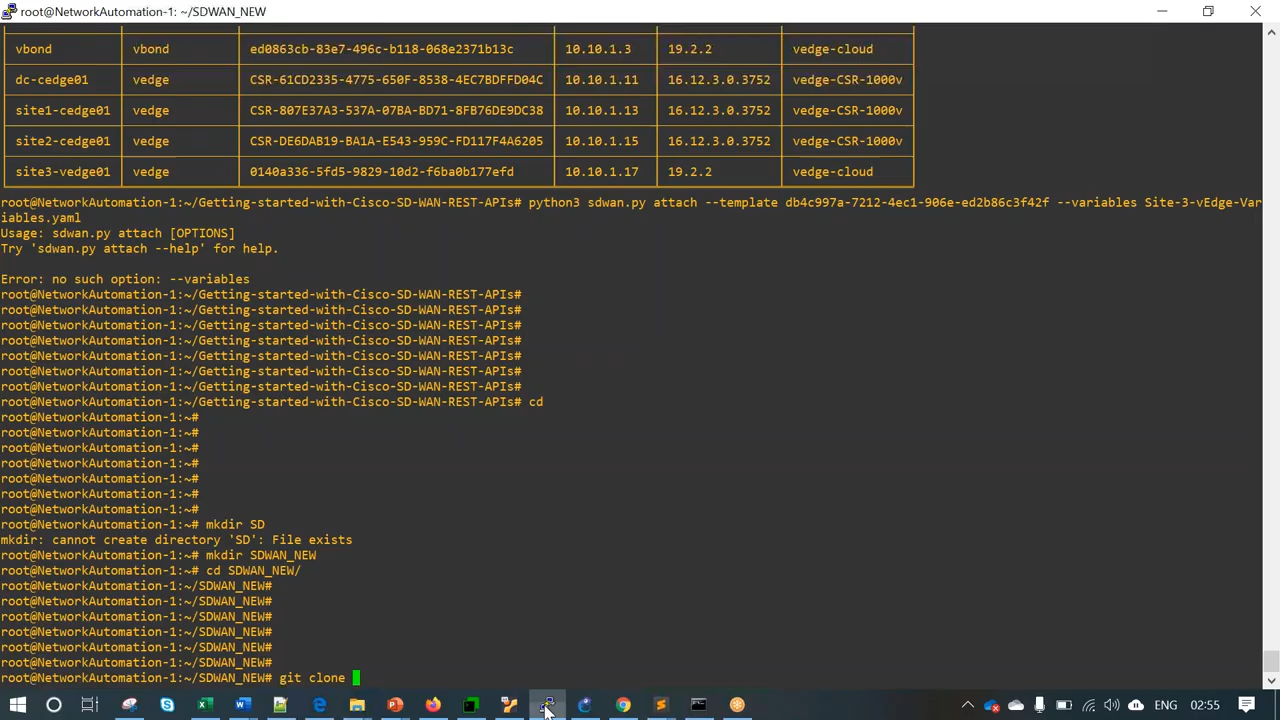 root@NetworkAutomation-1: ~/SDWAN_NEW
vbond vbond ed0863cb-83e7-496c-b118-068e2371b13c 10.10.1.3 19.2.2 vedge-cloud
dc-cedge01 vedge CSR-61CD2335-4775-650F-8538-4EC7BDFFD04C 10.10.1.11 16.12.3.0.3752 vedge-CSR-1000v
site1-cedge01 vedge CSR-807E37A3-537A-07BA-BD71-8FB76DE9DC38 10.10.1.13 16.12.3.0.3752 vedge-CSR-1000v
site2-cedge01 vedge CSR-DE6DAB19-BA1A-E543-959C-FD117F4A6205 10.10.1.15 16.12.3.0.3752 vedge-CSR-1000v
site3-vedge01 vedge 0140a336-5fd5-9829-10d2-f6ba0b177efd 10.10.1.17 19.2.2 vedge-cloud
root@NetworkAutomation-1:~/Getting-started-with-Cisco-SD-WAN-REST-APIs# python3 sdwan.py attach --template db4c997a-7212-4ec1-906e-ed2b86c3f42f --variables Site-3-vEdge-Var
iables.yaml
Usage: sdwan.py attach [OPTIONS]
Try 'sdwan.py attach --help' for help.
Error: no such option: --variables
root@NetworkAutomation-1:~/Getting-started-with-Cisco-SD-WAN-REST-APIs#
root@NetworkAutomation-1:~/Getting-started-with-Cisco-SD-WAN-REST-APIs#
root@NetworkAutomation-1:~/Getting-started-with-Cisco-SD-WAN-REST-APIs#
root@NetworkAutomation-1:~/Getting-started-with-Cisco-SD-WAN-REST-APIs#
root@NetworkAutomation-1:~/Getting-started-with-Cisco-SD-WAN-REST-APIs#
root@NetworkAutomation-1:~/Getting-started-with-Cisco-SD-WAN-REST-APIs#
root@NetworkAutomation-1:~/Getting-started-with-Cisco-SD-WAN-REST-APIs#
root@NetworkAutomation-1:~/Getting-started-with-Cisco-SD-WAN-REST-APIs# cd
root@NetworkAutomation-1:~#
root@NetworkAutomation-1:~#
root@NetworkAutomation-1:~#
root@NetworkAutomation-1:~#
root@NetworkAutomation-1:~#
root@NetworkAutomation-1:~#
root@NetworkAutomation-1:~#
root@NetworkAutomation-1:~# mkdir SD
mkdir: cannot create directory 'SD': File exists
root@NetworkAutomation-1:~# mkdir SDWAN_NEW
root@NetworkAutomation-1:~# cd SDWAN_NEW/
root@NetworkAutomation-1:~/SDWAN_NEW#
root@NetworkAutomation-1:~/SDWAN_NEW#
root@NetworkAutomation-1:~/SDWAN_NEW#
root@NetworkAutomation-1:~/SDWAN_NEW#
root@NetworkAutomation-1:~/SDWAN_NEW#
root@NetworkAutomation-1:~/SDWAN_NEW#
root@NetworkAutomation-1:~/SDWAN_NEW# git clone
ENG 02:55